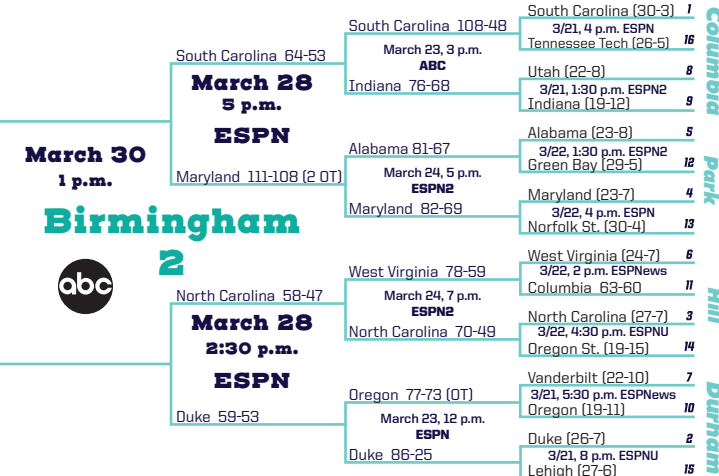 South Carolina (30-3) 1
3/21, 4 p.m. ESPN
Tennessee Tech (26-5) 16
Utah (22-8) 8
3/21, 1:30 p.m. ESPN2
Indiana (19-12) 9
Alabama (23-8) 5
3/22, 1:30 p.m. ESPN2
Green Bay (29-5) 12
Maryland (23-7) 4
3/22, 4 p.m. ESPN
Norfolk St. (30-4) 13
West Virginia (24-7) 6
3/22, 2 p.m. ESPNews
Columbia 63-60 11
North Carolina (27-7) 3
3/22, 4:30 p.m. ESPNU
Oregon St. (19-15) 14
Vanderbilt (22-10) 7
3/21, 5:30 p.m. ESPNews
Oregon (19-11) 10
Duke (26-7) 2
3/21, 8 p.m. ESPNU
Lehigh (27-6) 15
Columbia
Park
Hill
Durham
South Carolina 108-48
March 23, 3 p.m.
ABC
Indiana 76-68
Alabama 81-67
March 24, 5 p.m.
ESPN2
Maryland 82-69
West Virginia 78-59
March 24, 7 p.m.
ESPN2
North Carolina 70-49
Oregon 77-73 (OT)
March 23, 12 p.m.
ESPN
Duke 86-25
South Carolina 64-53
March 28
5 p.m.
ESPN
Maryland 111-108 (2 OT)
North Carolina 58-47
March 28
2:30 p.m.
ESPN
Duke 59-53
March 30
1 p.m.
Birmingham
2
abc